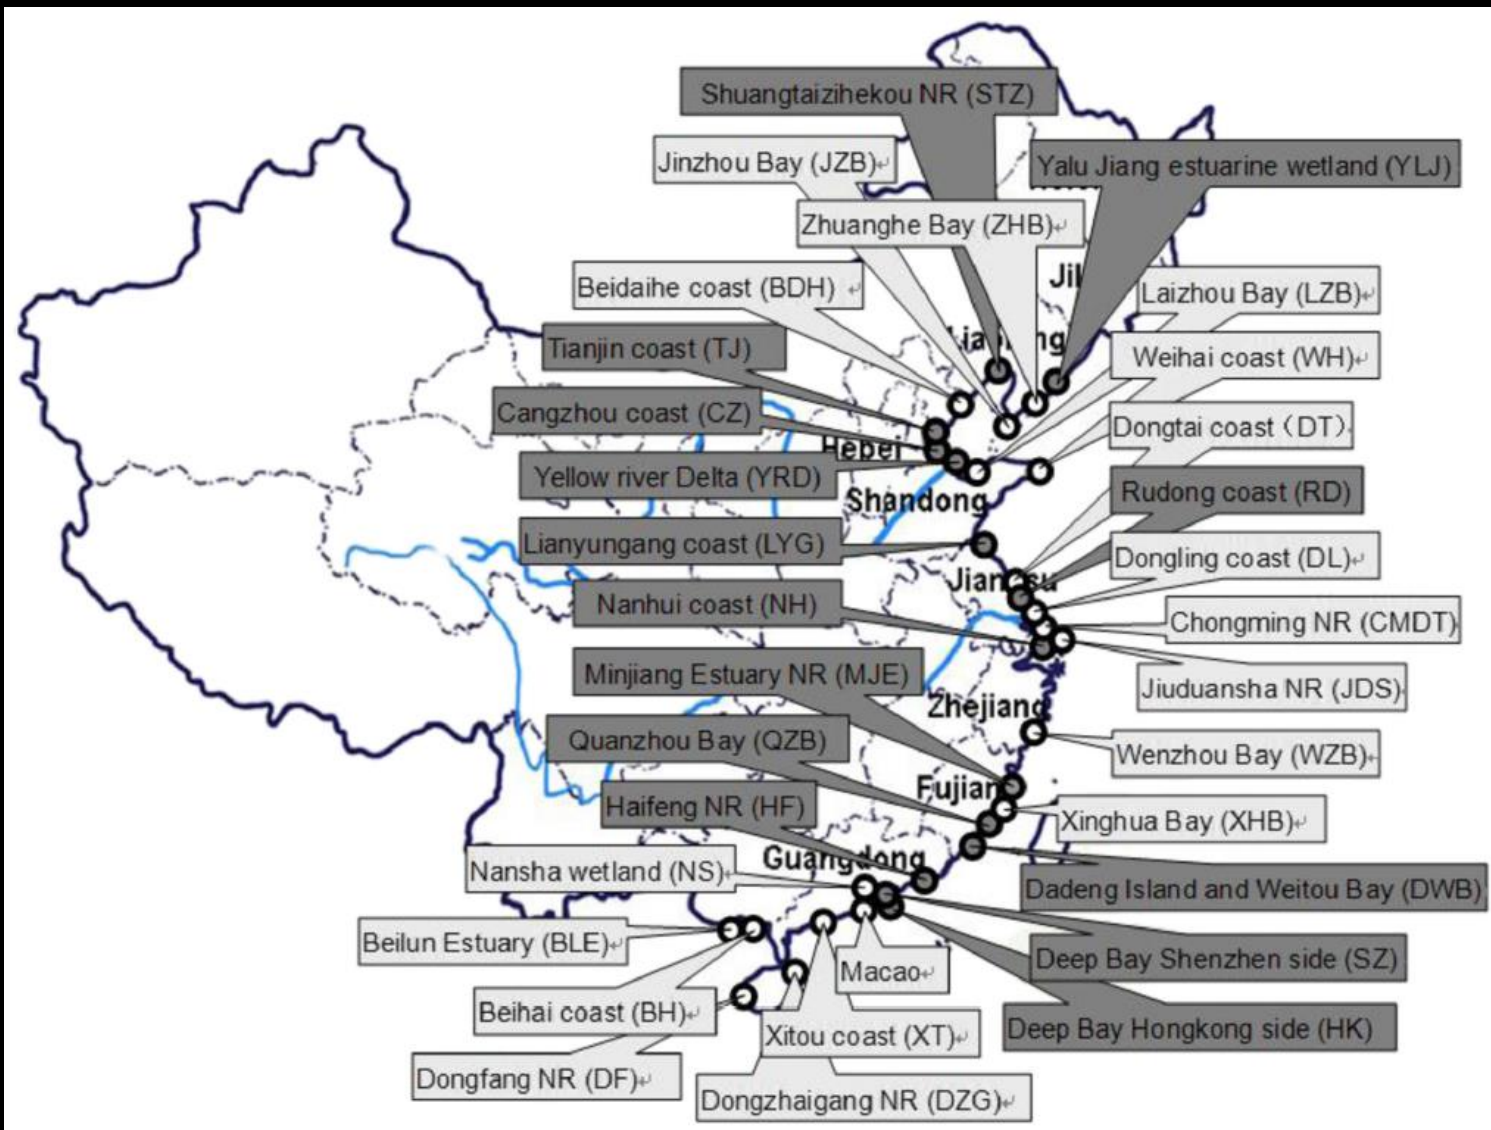 Shuangtaizihekou NR (STZ)
Jinzhou Bay (JZB)
Yalu Jiang estuarine wetland (YLJ)
Zhuanghe Bay (ZHB)
Beidaihe coast (BDH)
Jil
Laizhou Bay (LZB)
Tianjin coast (TJ)
Weihai coast (WH)
Cangzhou coast (CZ)
Dongtai coast (DT)
Hebei
Yellow river Delta (YRD)
Shandong
Rudong coast (RD)
Lianyungang coast (LYG)
Dongling coast (DL)
Jiangsu
Nanhui coast (NH)
Chongming NR (CMDT)
Minjiang Estuary NR (MJE)
Jiuduansha NR (JDS)
Zhejiang
Quanzhou Bay (QZB)
Wenzhou Bay (WZB)
Fujian
Haifeng NR (HF)
Xinghua Bay (XHB)
Guangdong
Nansha wetland (NS)
Dadeng Island and Weitou Bay (DWB)
Beilun Estuary (BLE)
Deep Bay Shenzhen side (SZ)
Macao
Beihai coast (BH)
Xitou coast (XT)
Deep Bay Hongkong side (HK)
Dongfang NR (DF)
Dongzhaigang NR (DZG)